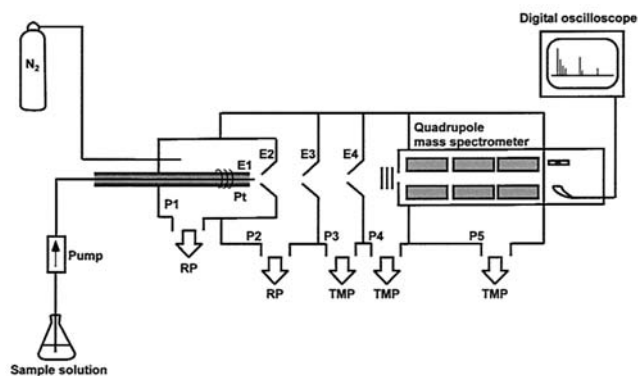 Digital oscilloscope
N2
Quadrupole
mass spectrometer
E1
E2
E3
E4
Pt
P1
P2
P3
P4
P5
RP
RP
TMP
TMP
TMP
Pump
Sample solution